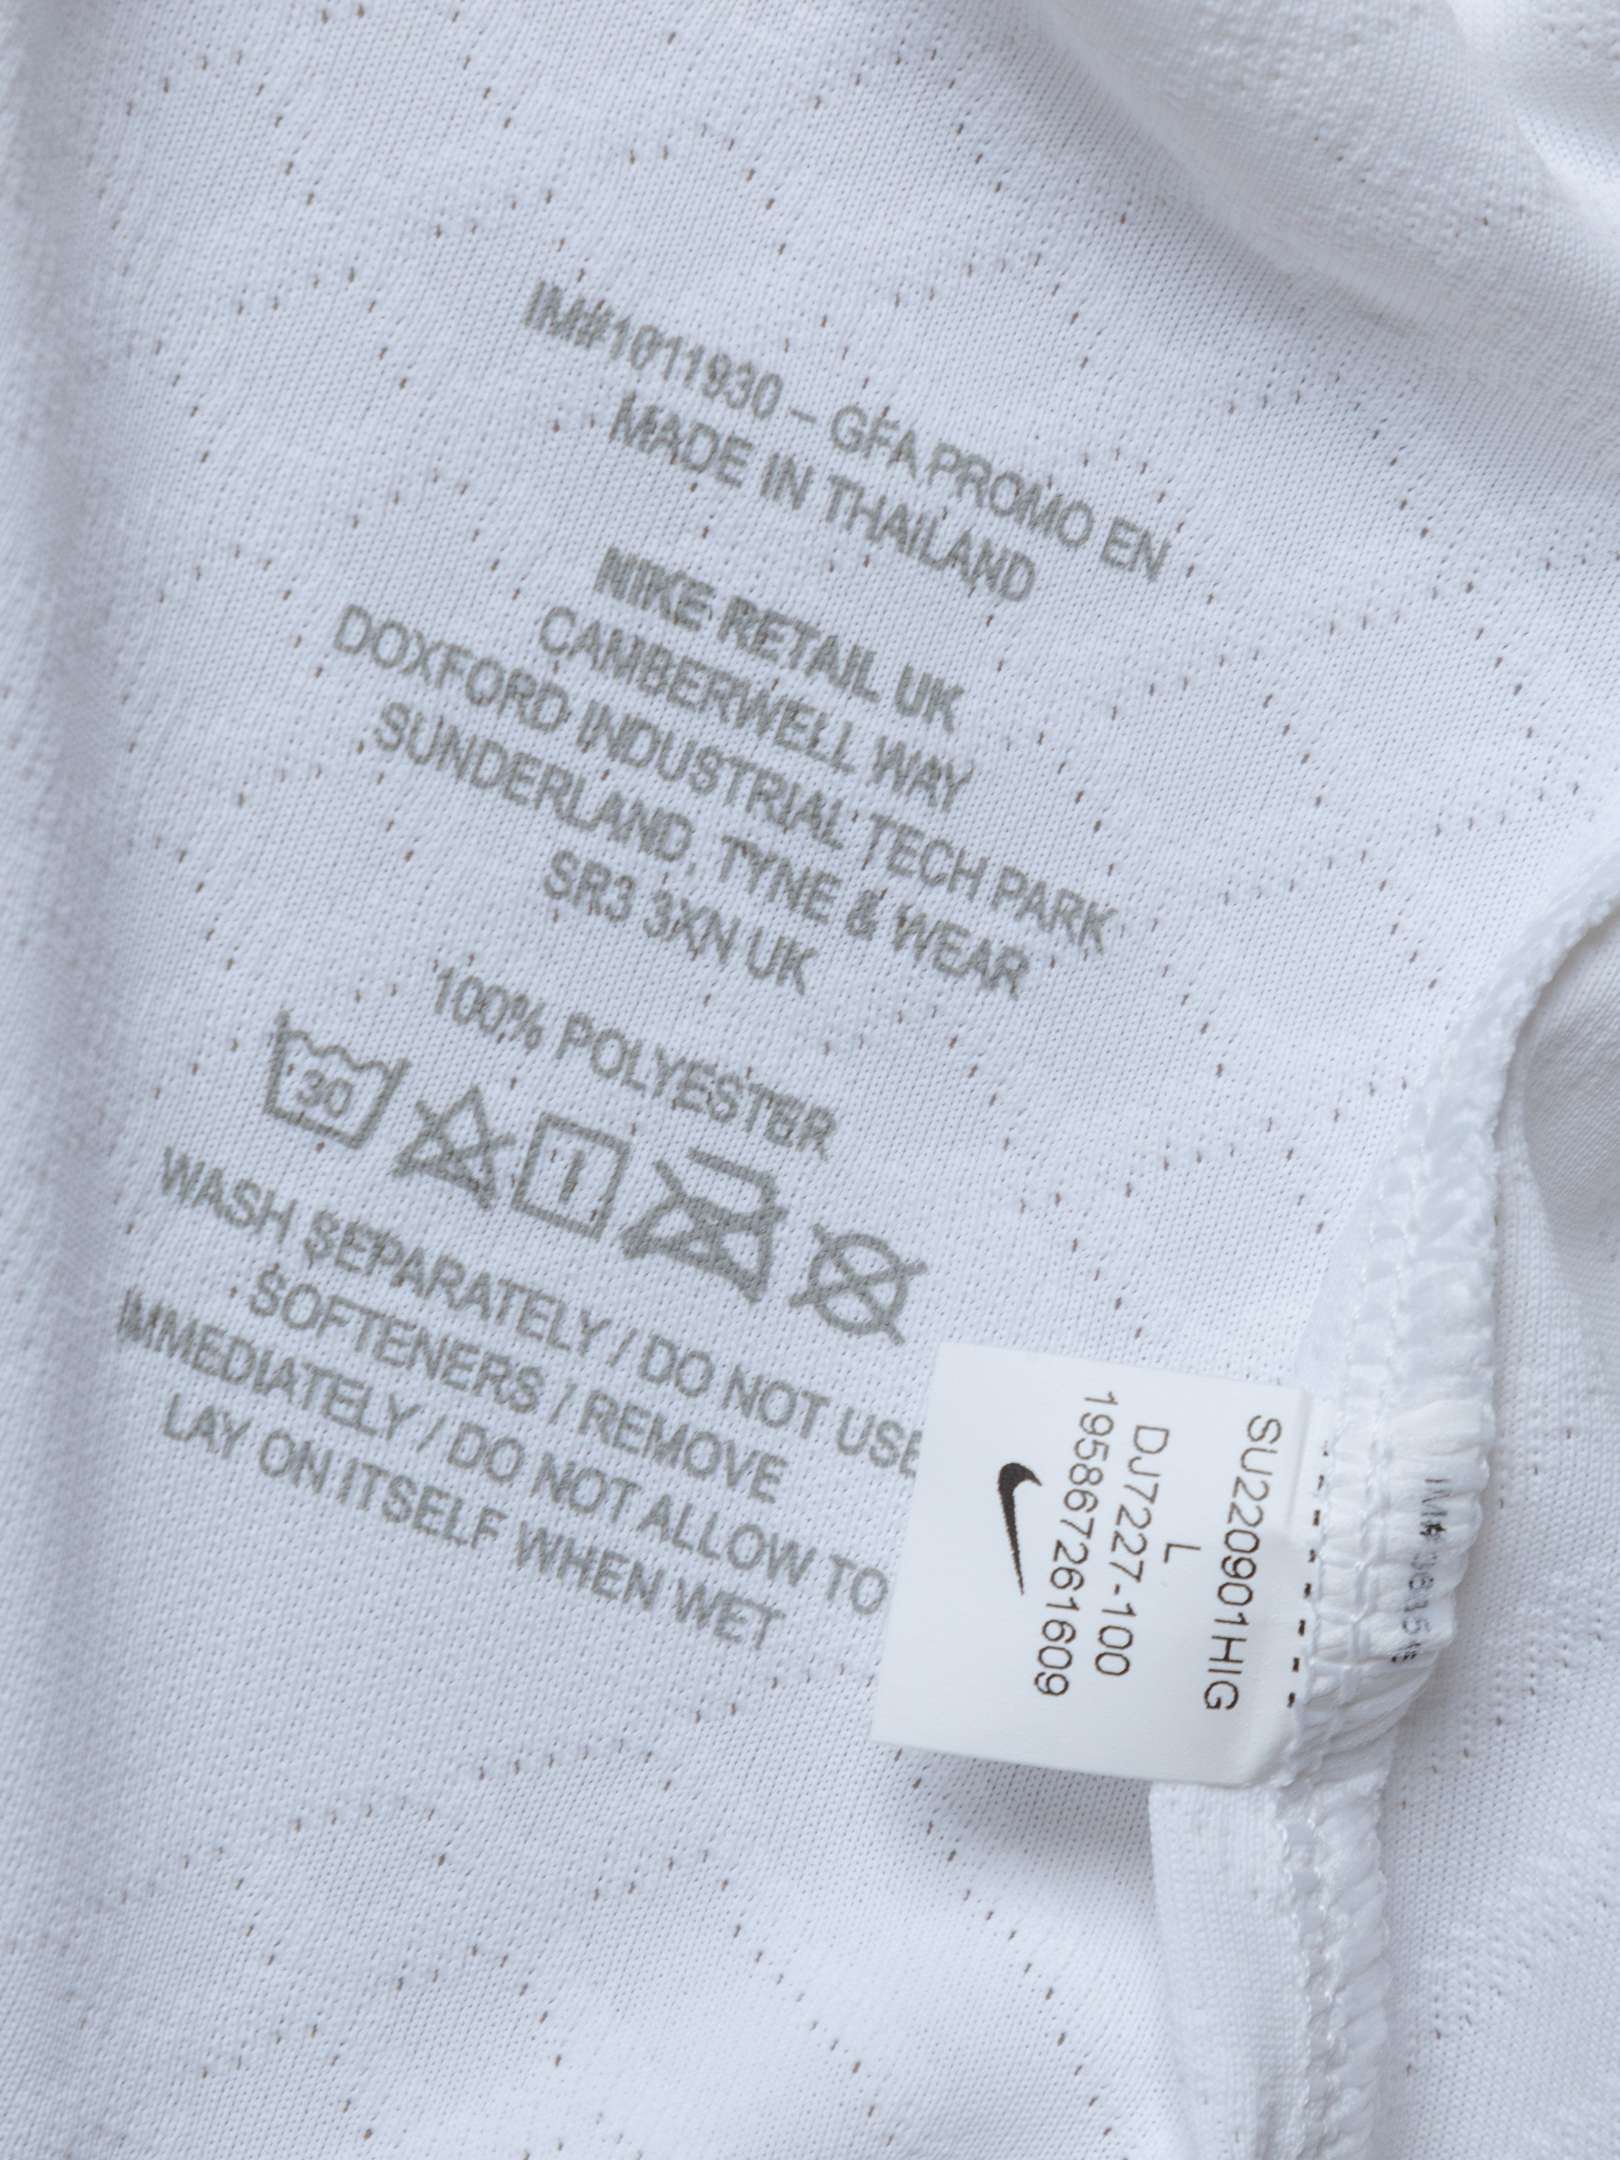 IM#1011930 – GFA PROMO EN
MADE IN THAILAND
NIKE RETAIL UK
CAMBERWELL WAY
DOXFORD INDUSTRIAL TECH PARK
SUNDERLAND, TYNE & WEAR
SR3 3XN UK
100% POLYESTER
30
WASH SEPARATELY / DO NOT USE
SOFTENERS / REMOVE
IMMEDIATELY / DO NOT ALLOW TO
LAY ON ITSELF WHEN WET
SU220901HIG
L
DJ7227-100
195867261609